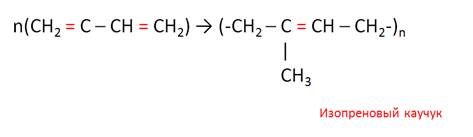 n(CH₂ = C – CH = CH₂) → (-CH₂ – C = CH – CH₂-)ₙ
|
CH₃
Изопреновый каучук